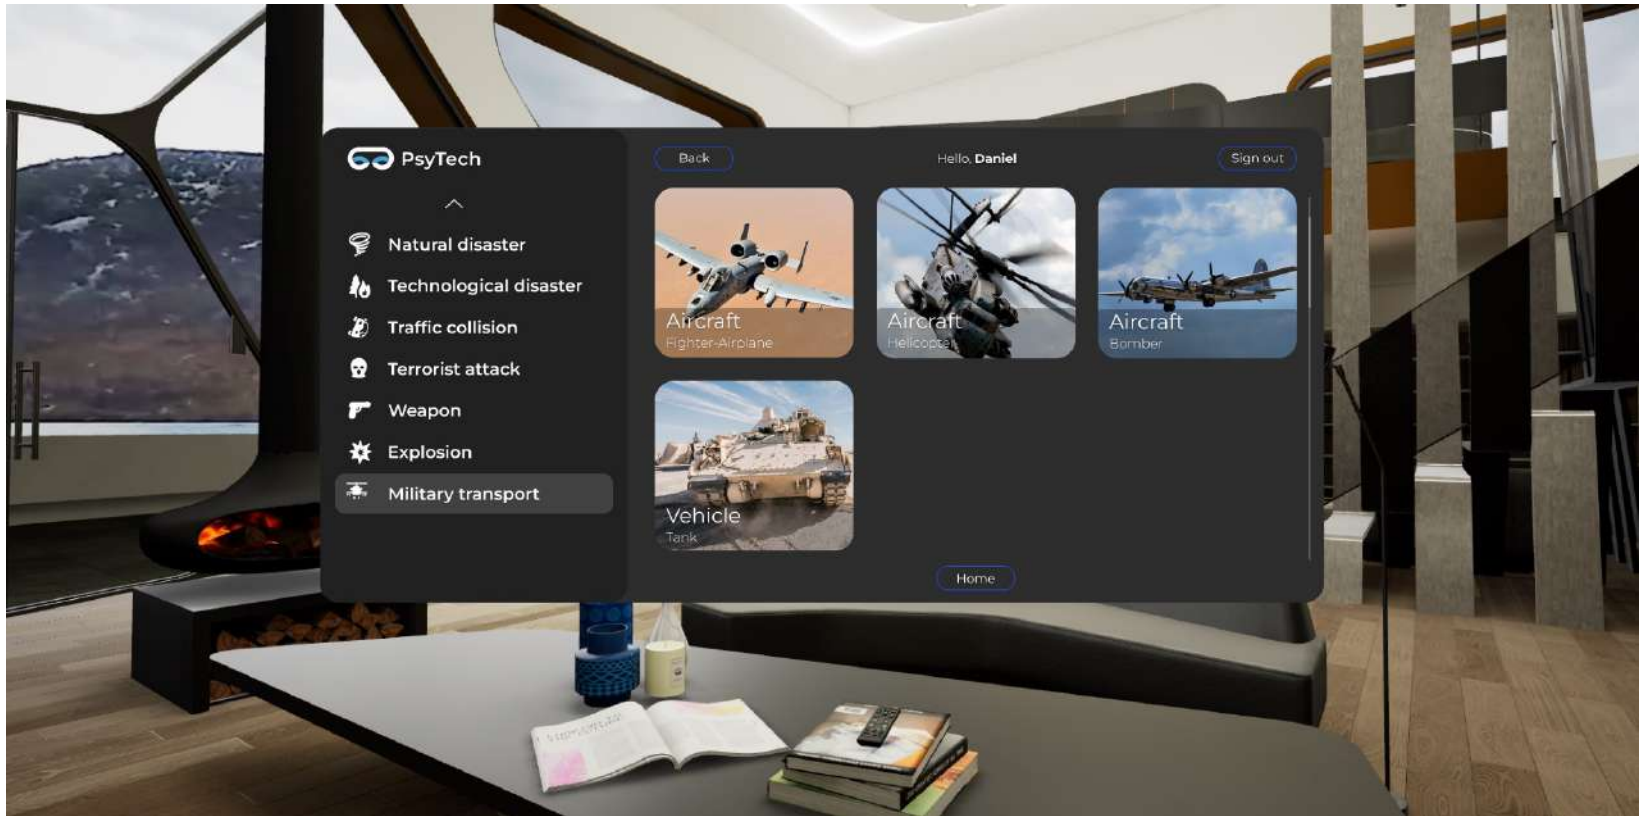 PsyTech
Natural disaster
Technological disaster
Traffic collision
Terrorist attack
Weapon
Explosion
Military transport
Back
Hello, Daniel
Sign out
Aircraft
Fighter-Airplane
Aircraft
Helicopter
Aircraft
Bomber
Vehicle
Tank
Home